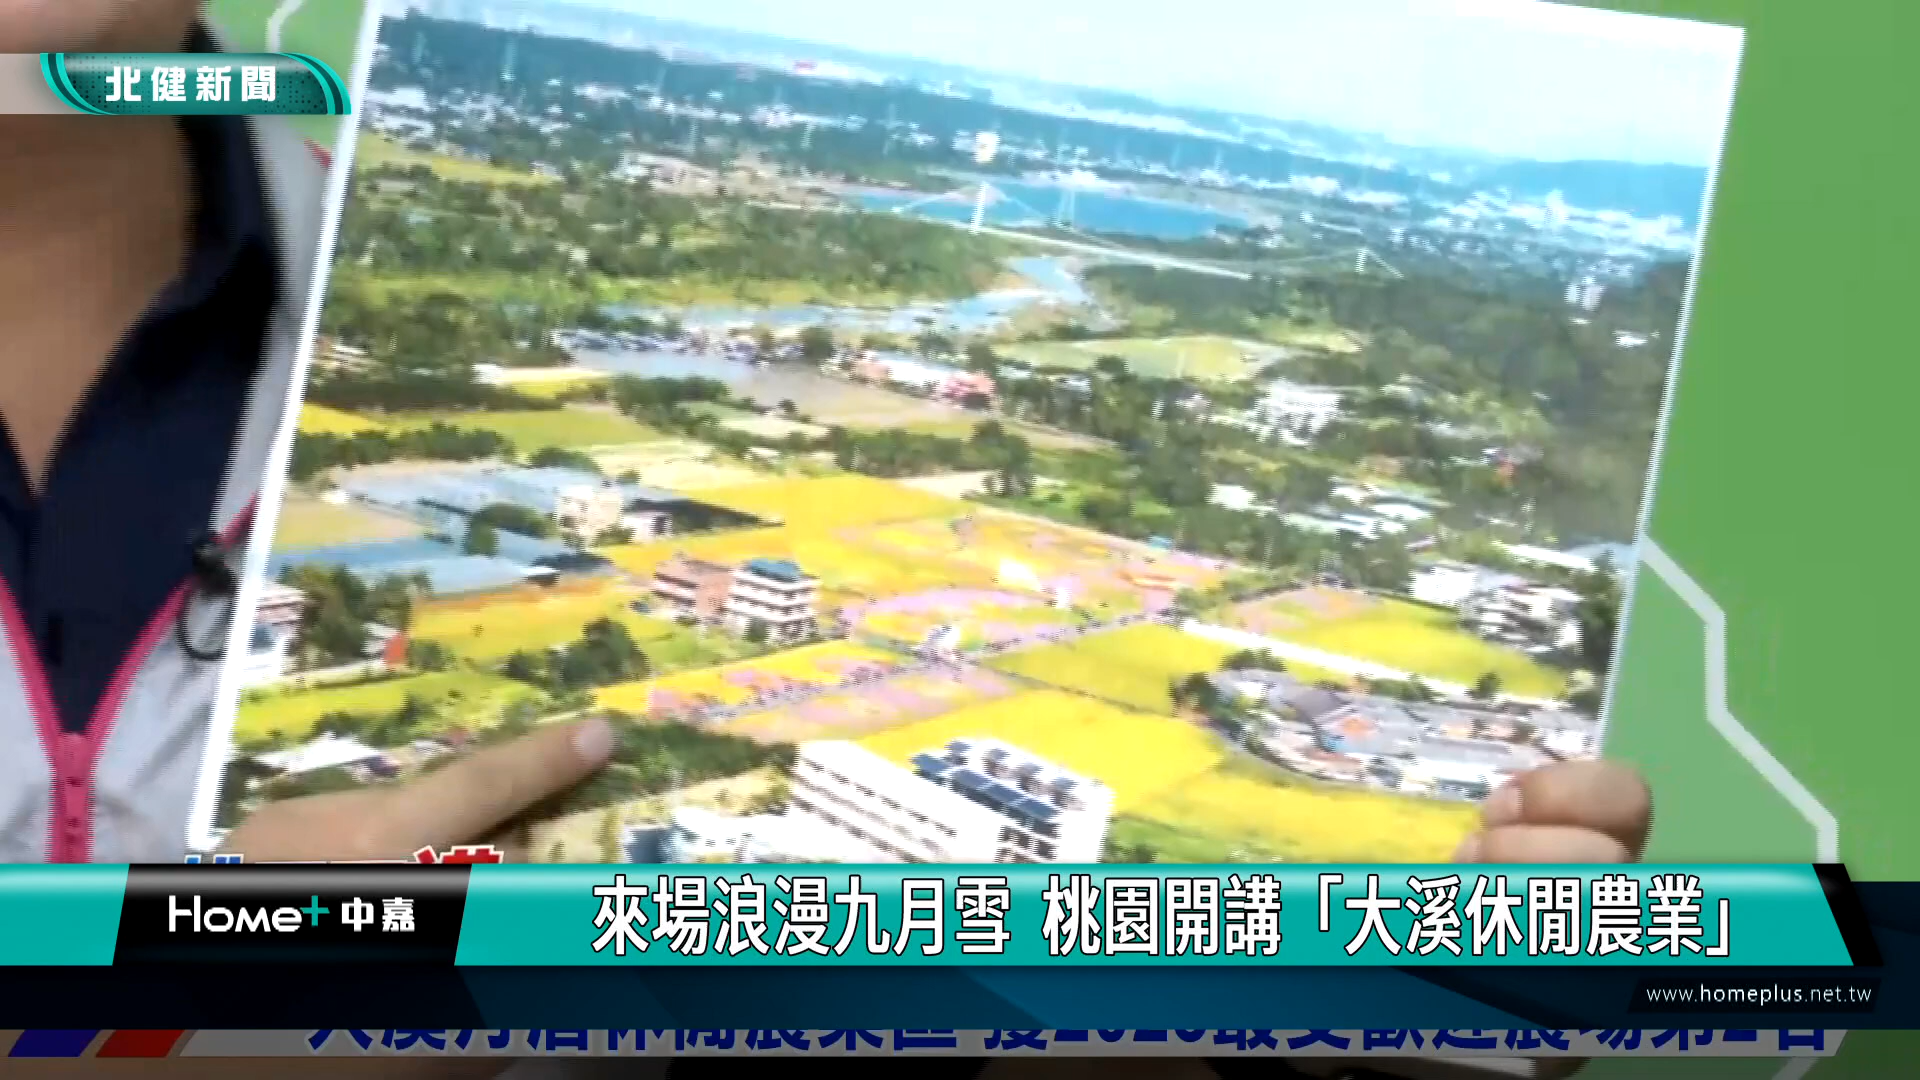 北健新聞
Home+ 中嘉
來場浪漫九月雪 桃園開講「大溪休閒農業」
www.homeplus.net.tw